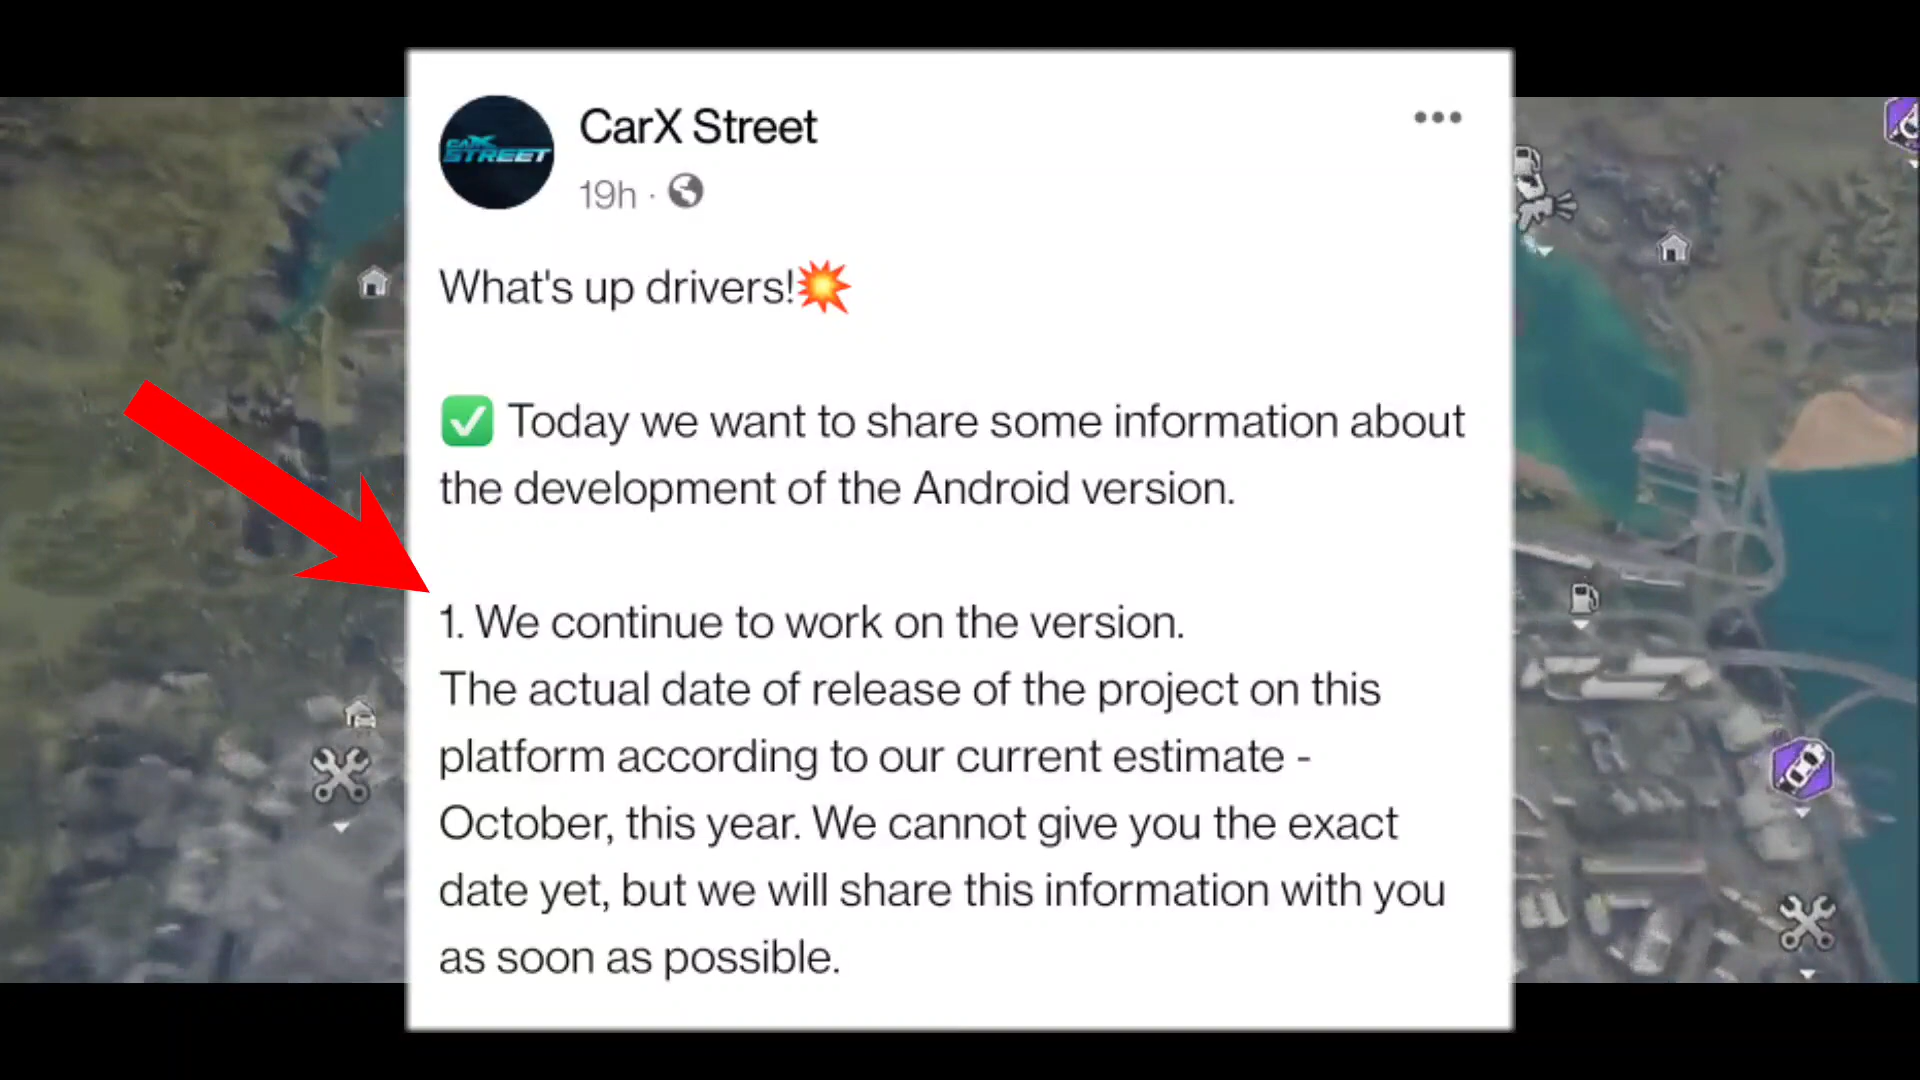 CARX
STREET
CarX Street
19h ·
What's up drivers!💥
✅ Today we want to share some information about
the development of the Android version.
1. We continue to work on the version.
The actual date of release of the project on this
platform according to our current estimate -
October, this year. We cannot give you the exact
date yet, but we will share this information with you
as soon as possible.